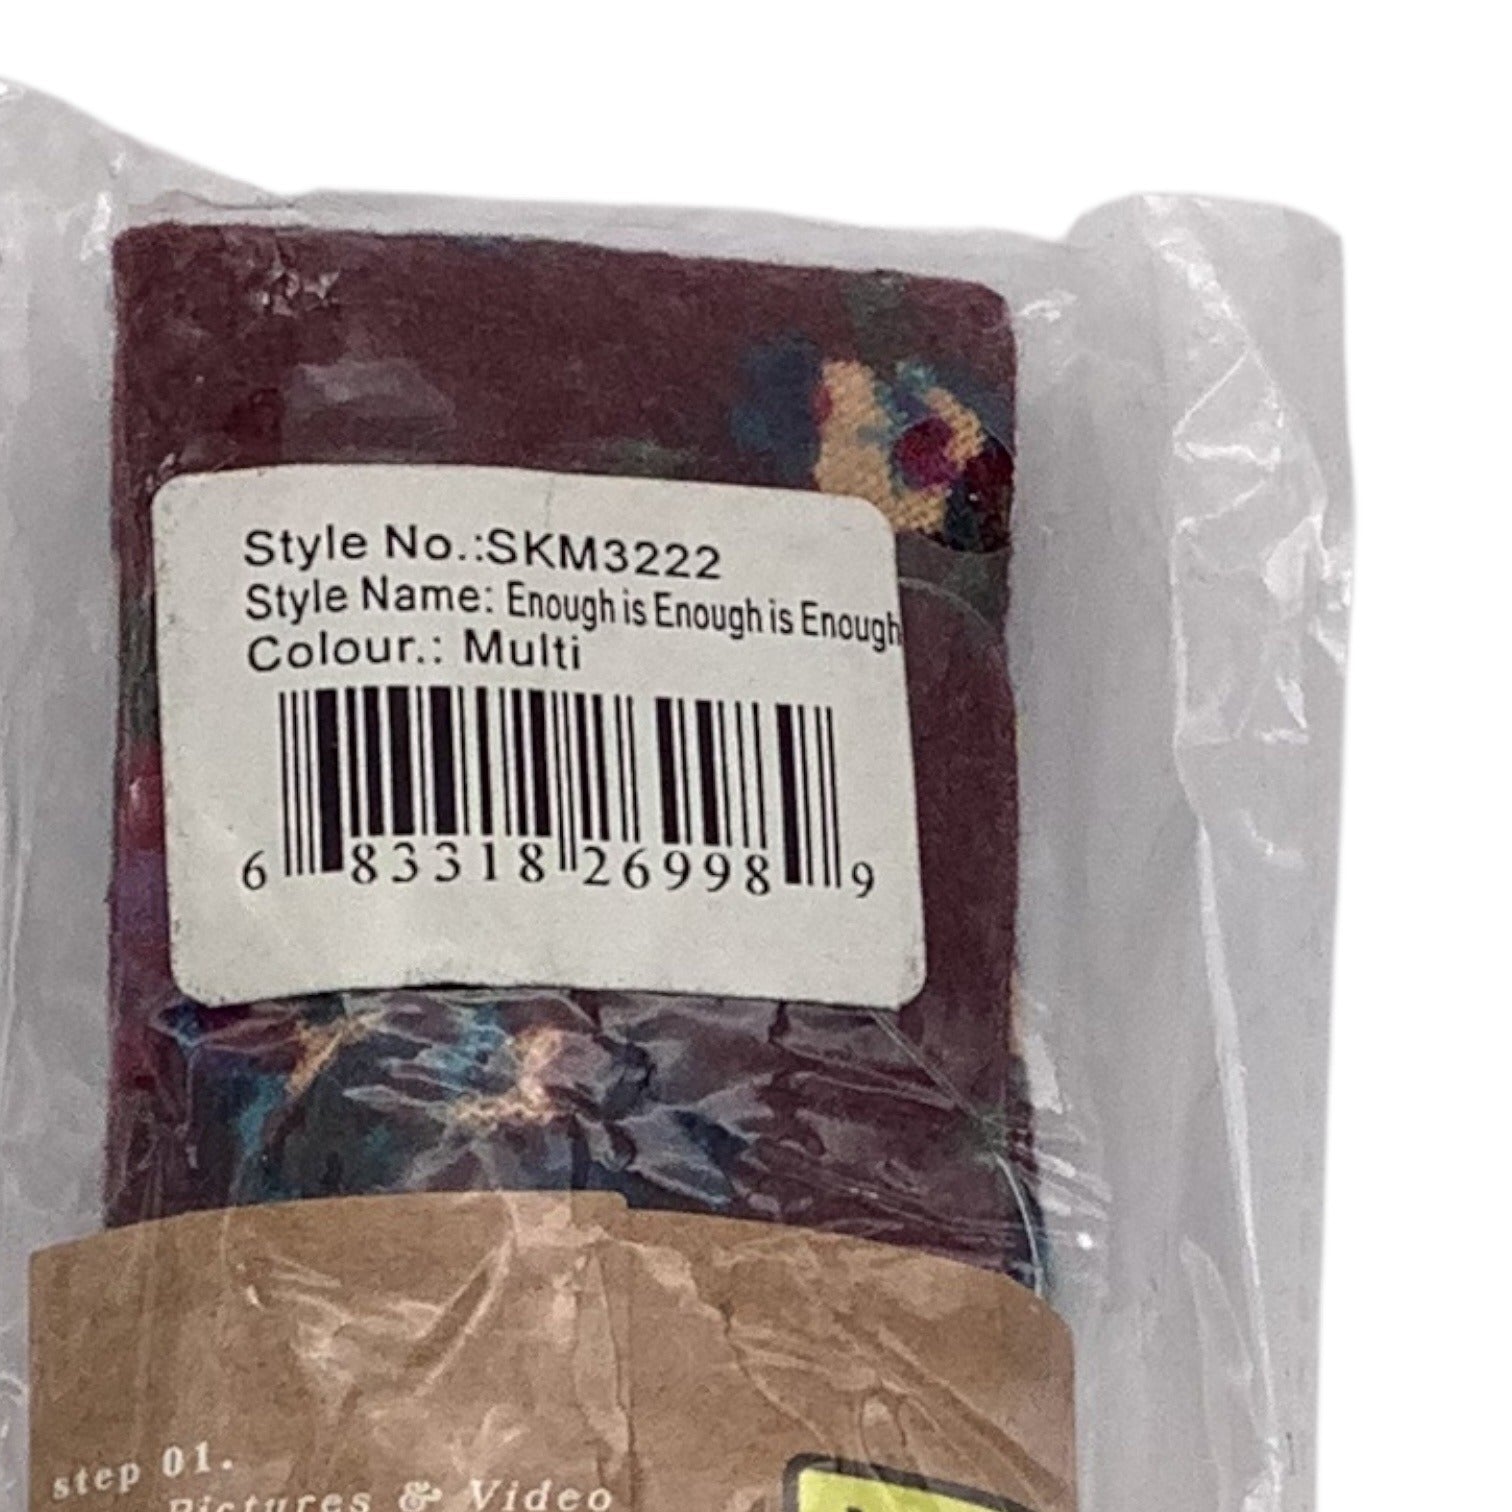 Style No.:SKM3222
Style Name: Enough is Enough is Enough
Colour.: Multi
6 83318 26998 9
step 01.
Pictures & Video